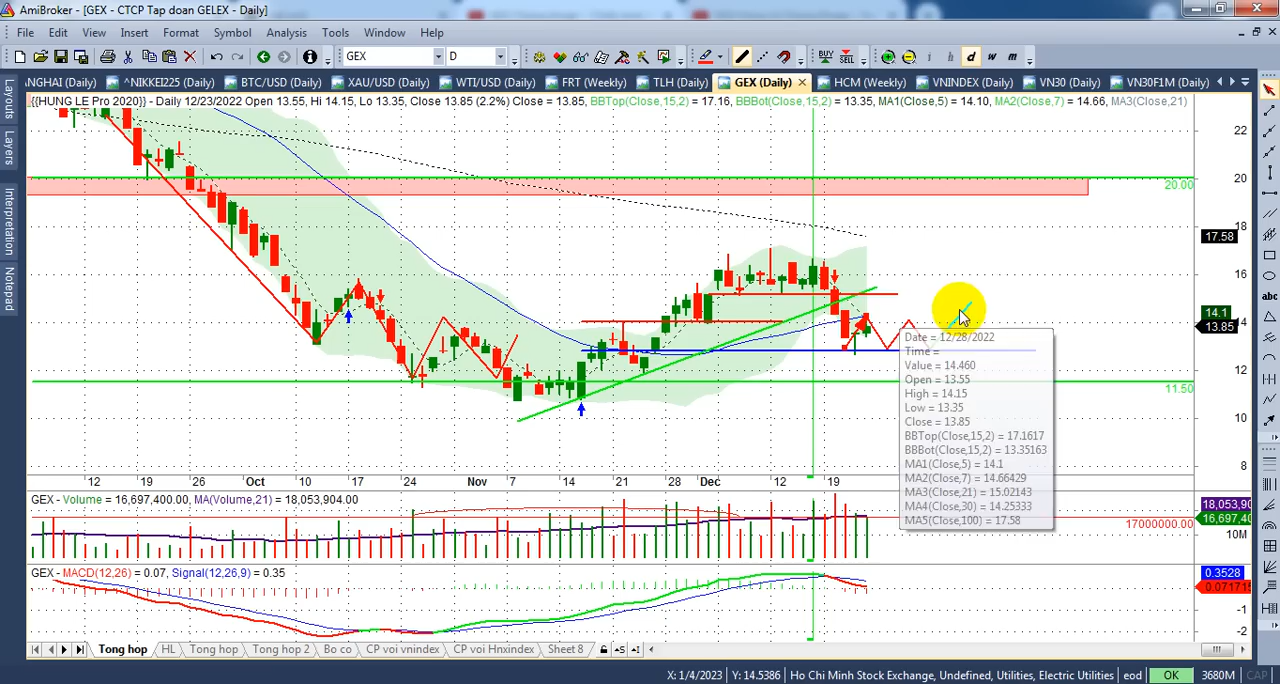 AmiBroker - [GEX - CTCP Tap doan GELEX - Daily]
File Edit View Insert Format Symbol Analysis Tools Window Help
GEX D BUY SELL i h d w m
NGHAI (Daily) ^NIKKEI225 (Daily) BTC/USD (Daily) XAU/USD (Daily) WTI/USD (Daily) FRT (Weekly) TLH (Daily) GEX (Daily) HCM (Weekly) VNINDEX (Daily) VN30 (Daily) VN30F1M (Daily)
Layouts
Layers
Interpretation
Notepad
{{HUNG LE Pro 2020}} - Daily 12/23/2022 Open 13.55, Hi 14.15, Lo 13.35, Close 13.85 (2.2%) Close = 13.85, BBTop(Close,15,2) = 17.16, BBBot(Close,15,2) = 13.35, MA1(Close,5) = 14.10, MA2(Close,7) = 14.66, MA3(Close,21)
22
20
20.00
18
17.58
16
14.1
14
13.85
12
11.50
10
8
Date = 12/28/2022
Time =
Value = 14.460
Open = 13.55
High = 14.15
Low = 13.35
Close = 13.85
BBTop(Close,15,2) = 17.1617
BBBot(Close,15,2) = 13.35163
MA1(Close,5) = 14.1
MA2(Close,7) = 14.66429
MA3(Close,21) = 15.02143
MA4(Close,30) = 14.25333
MA5(Close,100) = 17.58
12 19 26 Oct 10 17 24 Nov 7 14 21 28 Dec 12 19
GEX - Volume = 16,697,400.00, MA(Volume,21) = 18,053,904.00
18,053,90
16,697,40
17000000.00
10M
GEX - MACD(12,26) = 0.07, Signal(12,26,9) = 0.35
0.3528
0.071715
-1
-2
Tong hop HL Tong hop Tong hop 2 Bo co CP voi vnindex CP voi Hnxindex Sheet 8
X: 1/4/2023 Y: 14.5386 Ho Chi Minh Stock Exchange, Undefined, Utilities, Electric Utilities eod OK 3680M CAP
abc